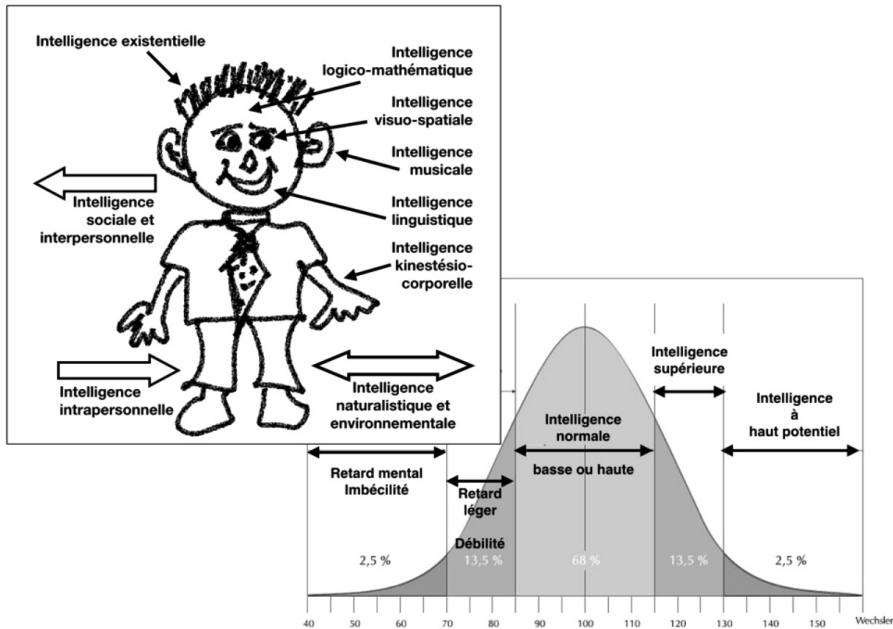 Intelligence existentielle
Intelligence
logico-mathématique
Intelligence
visuo-spatiale
Intelligence
musicale
Intelligence
linguistique
Intelligence
kinestésio-
corporelle
Intelligence
sociale et
interpersonnelle
Intelligence
intrapersonnelle
Intelligence
naturalistique et
environnementale
Intelligence
supérieure
Intelligence
à
haut potentiel
Intelligence
normale
basse ou haute
Retard mental
Imbécilité
Retard
léger
Débilité
2,5 % 13,5 % 68 % 13,5 % 2,5 %
40 50 60 70 80 90 100 110 120 130 140 150 Wechsler